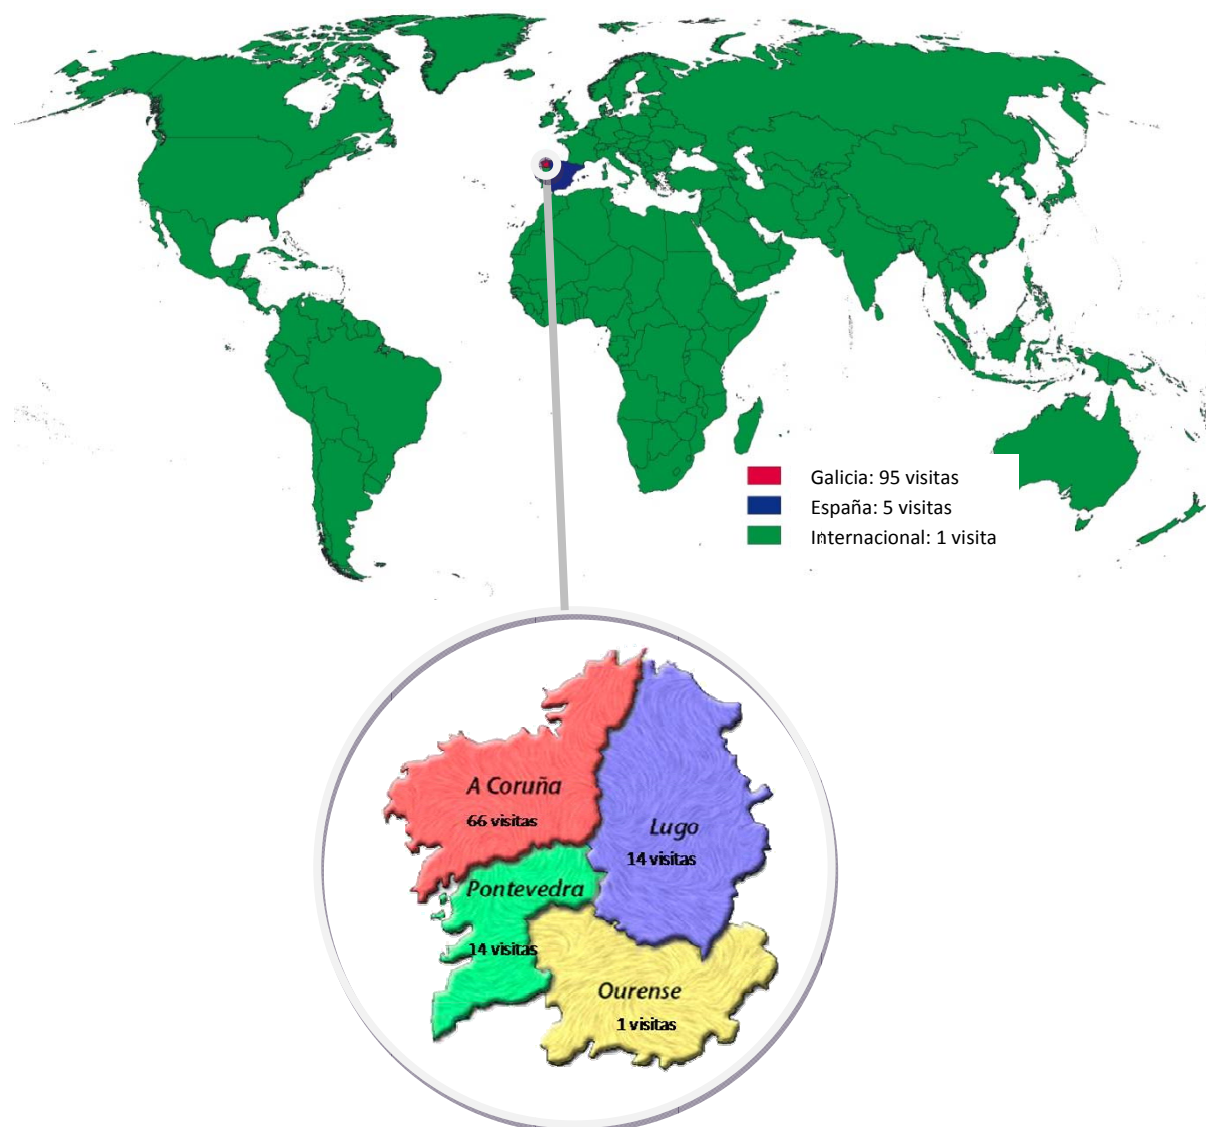 Galicia: 95 visitas
España: 5 visitas
Internacional: 1 visita
A Coruña
66 visitas
Lugo
14 visitas
Pontevedra
14 visitas
Ourense
1 visitas